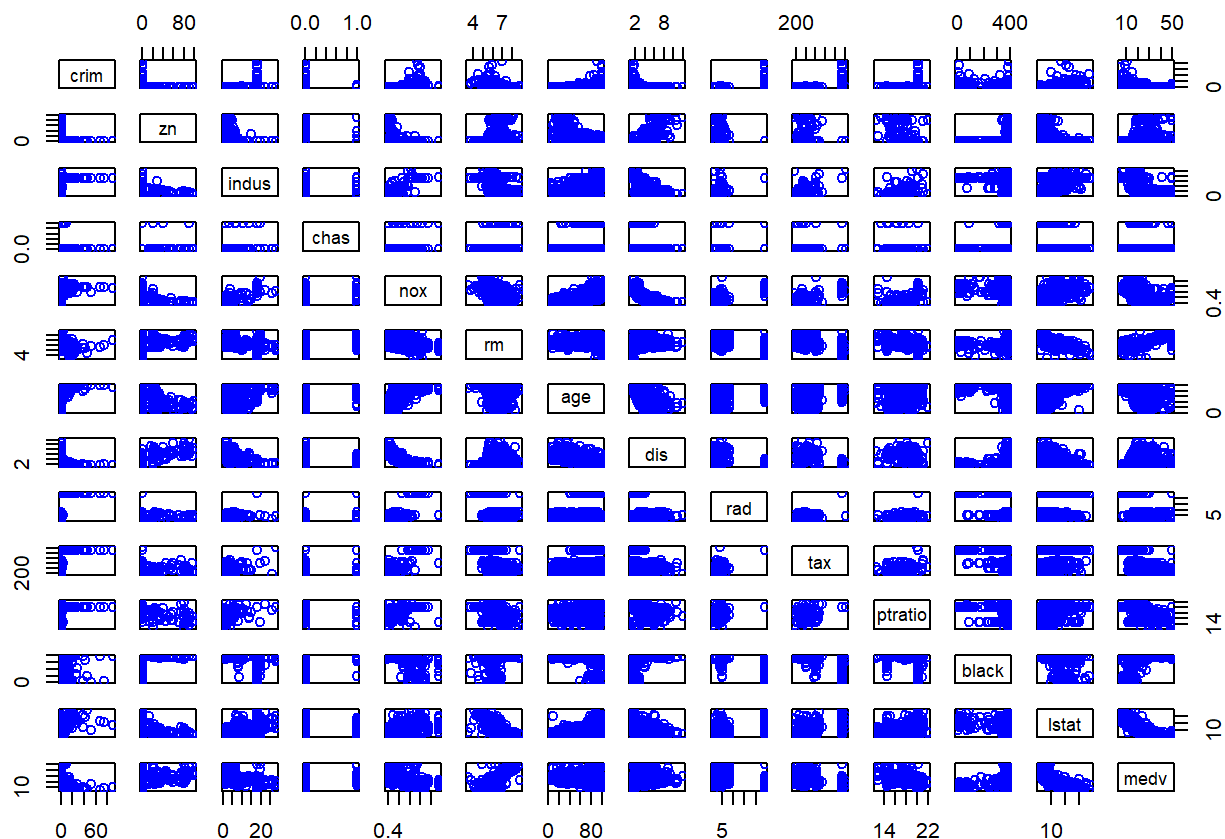 0 80 0.0 1.0 4 7 2 8 200 0 400 10 50
crim 0
0 zn
indus 0
0.0 chas
nox 0.4
4 rm
age 0
2 dis
rad 5
200 tax
ptratio 14
0 black
lstat 10
10 medv
0 60 0 20 0.4 0 80 5 14 22 10